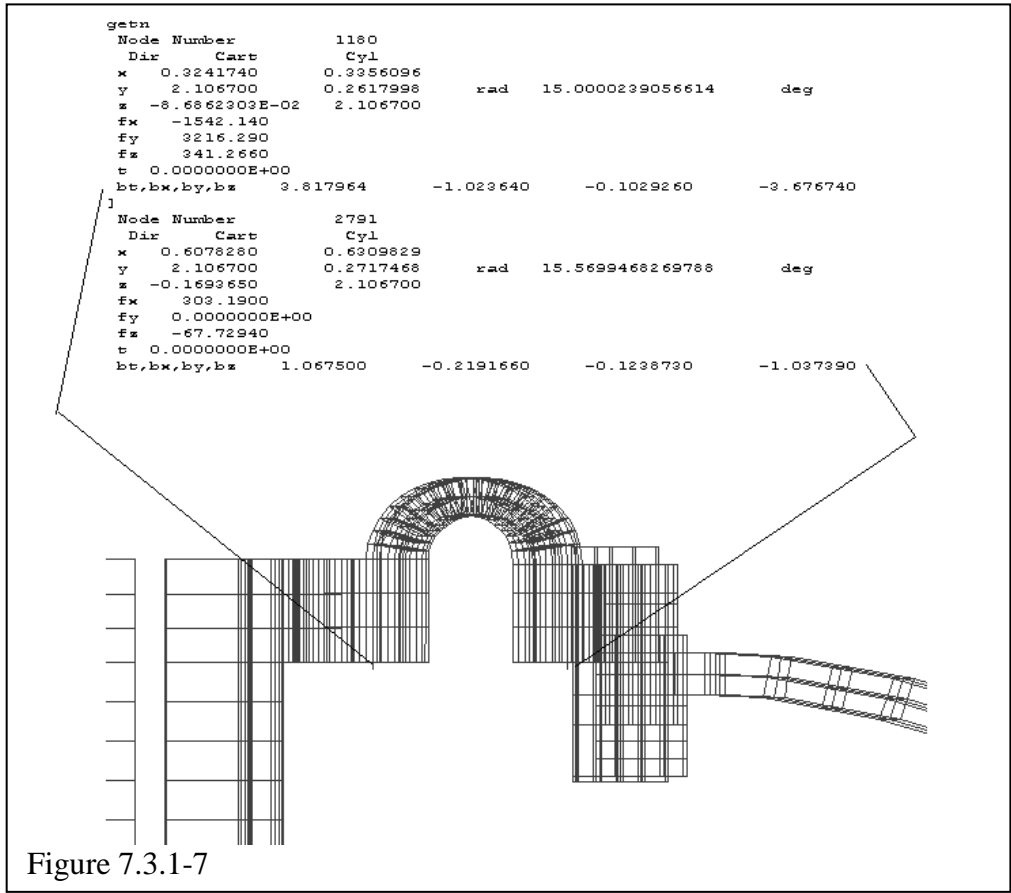 getn
Node Number 1180
Dir Cart Cyl
x 0.3241740 0.3356096
y 2.106700 0.2617998 rad 15.0000239056614 deg
z -8.6862303E-02 2.106700
fx -1542.140
fy 3216.290
fz 341.2660
t 0.0000000E+00
bt,bx,by,bz 3.817964 -1.023640 -0.1029260 -3.676740
]
Node Number 2791
Dir Cart Cyl
x 0.6078280 0.6309829
y 2.106700 0.2717468 rad 15.5699468269788 deg
z -0.1693650 2.106700
fx 303.1900
fy 0.0000000E+00
fz -67.72940
t 0.0000000E+00
bt,bx,by,bz 1.067500 -0.2191660 -0.1238730 -1.037390
Figure 7.3.1-7